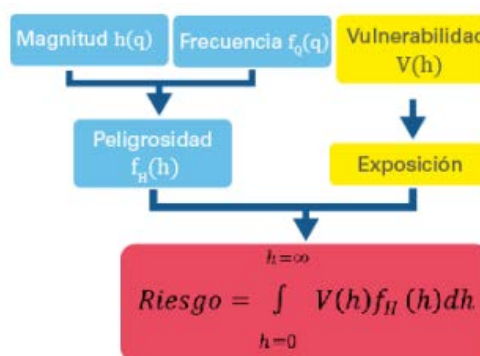 Magnitud h(q)
Frecuencia f_Q(q)
Vulnerabilidad
V(h)
Peligrosidad
f_H(h)
Exposición
Riesgo = ∫ V(h)f_H (h)dh
h=∞
h=0